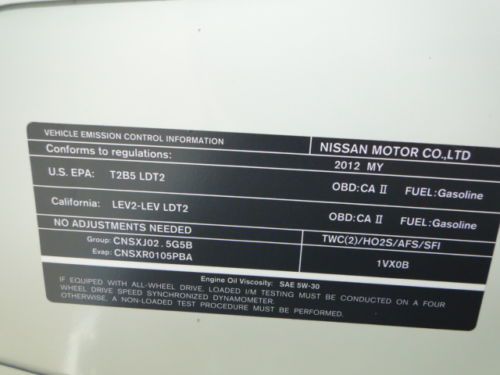 VEHICLE EMISSION CONTROL INFORMATION
NISSAN MOTOR CO.,LTD
Conforms to regulations:
2012 MY
U.S. EPA: T2B5 LDT2
OBD:CA II FUEL:Gasoline
California: LEV2-LEV LDT2
OBD:CA II FUEL:Gasoline
NO ADJUSTMENTS NEEDED
Group: CNSXJ02.5G5B
TWC(2)/HO2S/AFS/SFI
Evap: CNSXR0105PBA
1VX0B
Engine Oil Viscosity: SAE 5W-30
IF EQUIPPED WITH ALL-WHEEL DRIVE, LOADED I/M TESTING MUST BE CONDUCTED ON A FOUR
WHEEL DRIVE SPEED SYNCHRONIZED DYNAMOMETER.
OTHERWISE, A NON-LOADED TEST PROCEDURE MUST BE PERFORMED.